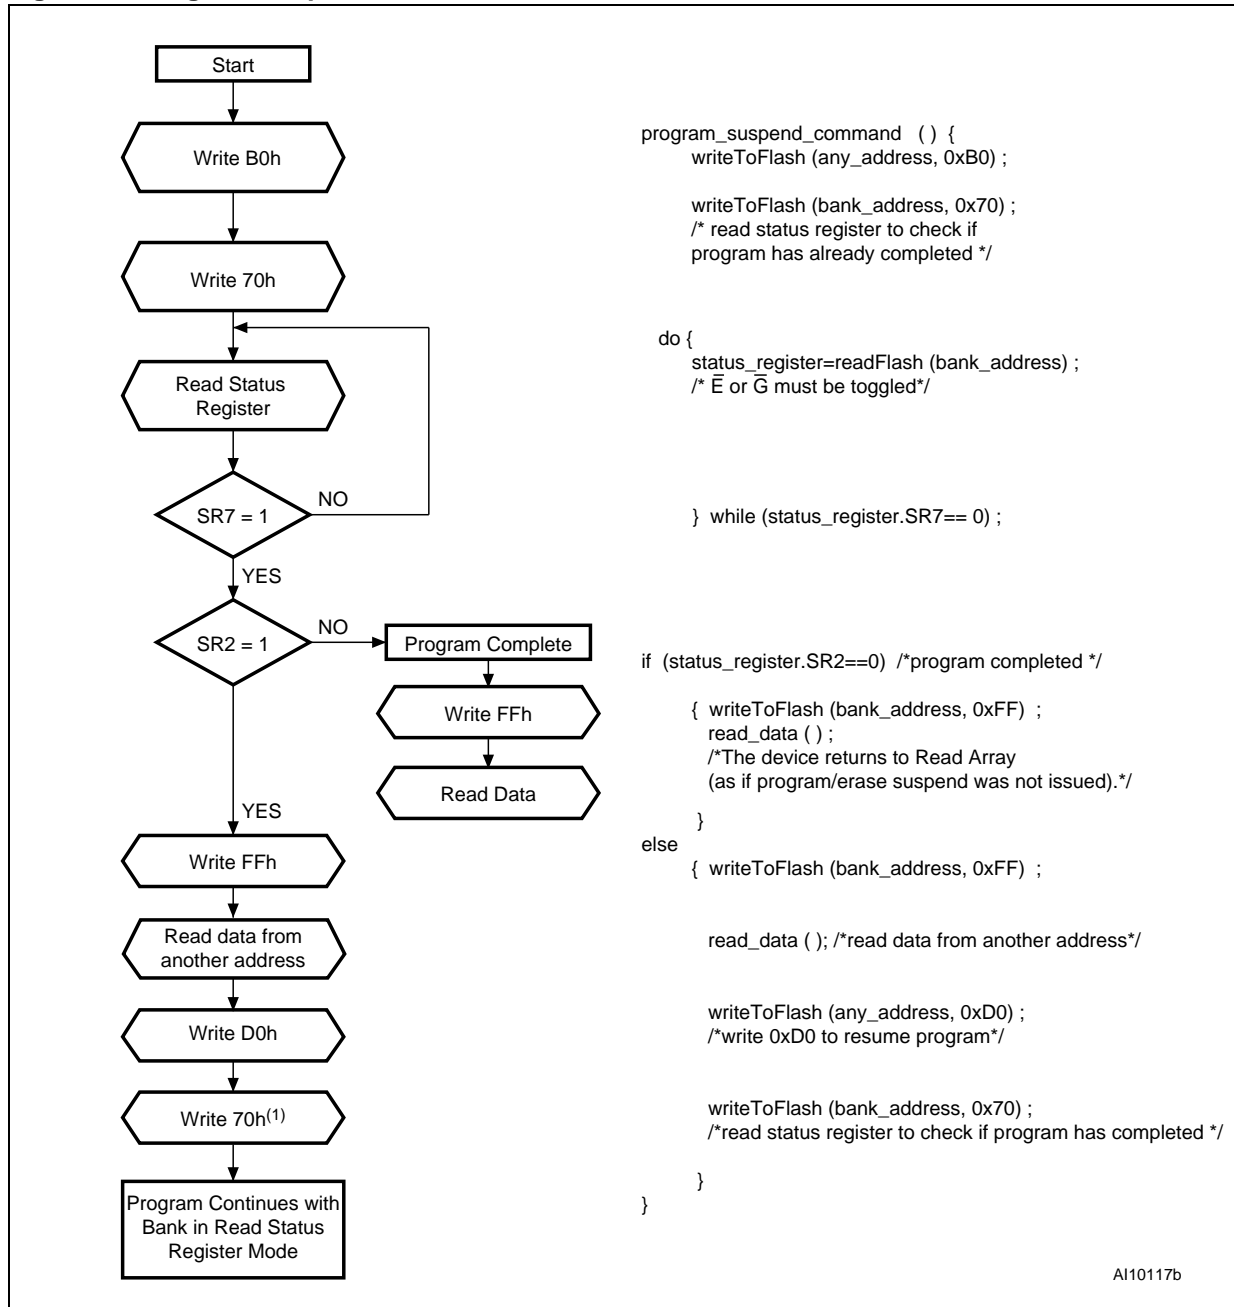 Start
Write B0h
Write 70h
Read Status
Register
SR7 = 1
NO
YES
SR2 = 1
NO
Program Complete
Write FFh
Read Data
YES
Write FFh
Read data from
another address
Write D0h
Write 70h(1)
Program Continues with
Bank in Read Status
Register Mode
program_suspend_command ( ) {
writeToFlash (any_address, 0xB0) ;
writeToFlash (bank_address, 0x70) ;
/* read status register to check if
program has already completed */
do {
status_register=readFlash (bank_address) ;
/* E̅ or G̅ must be toggled*/
} while (status_register.SR7== 0) ;
if (status_register.SR2==0) /*program completed */
{ writeToFlash (bank_address, 0xFF) ;
read_data ( ) ;
/*The device returns to Read Array
(as if program/erase suspend was not issued).*/
}
else
{ writeToFlash (bank_address, 0xFF) ;
read_data ( ); /*read data from another address*/
writeToFlash (any_address, 0xD0) ;
/*write 0xD0 to resume program*/
writeToFlash (bank_address, 0x70) ;
/*read status register to check if program has completed */
}
}
AI10117b